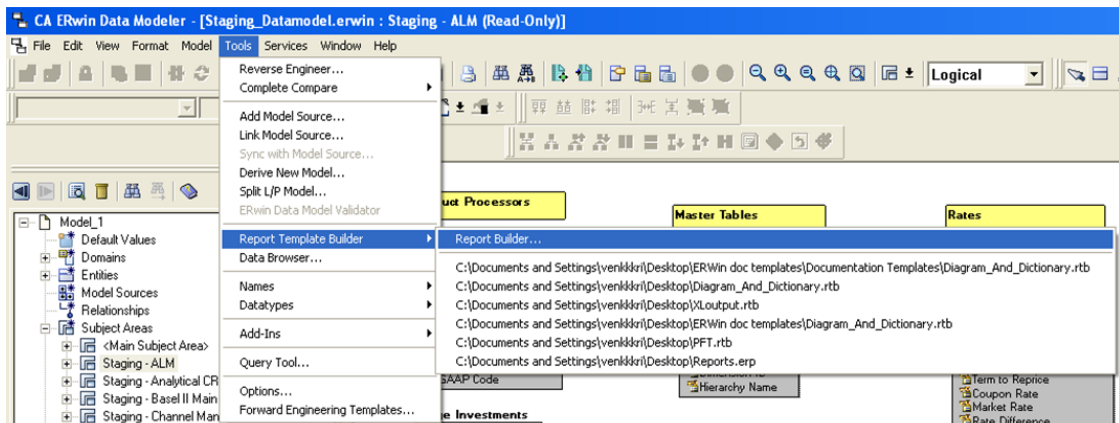 CA ERwin Data Modeler - [Staging_Datamodel.erwin : Staging - ALM (Read-Only)]
File Edit View Format Model Tools Services Window Help
Logical
Reverse Engineer...
Complete Compare
Add Model Source...
Link Model Source...
Sync with Model Source...
Derive New Model...
Split L/P Model...
ERwin Data Model Validator
Report Template Builder
Data Browser...
Names
Datatypes
Add-Ins
Query Tool...
Options...
Forward Engineering Templates...
Report Builder...
C:\Documents and Settings\venkkkri\Desktop\ERWin doc templates\Documentation Templates\Diagram_And_Dictionary.rtb
C:\Documents and Settings\venkkkri\Desktop\Diagram_And_Dictionary.rtb
C:\Documents and Settings\venkkkri\Desktop\XLoutput.rtb
C:\Documents and Settings\venkkkri\Desktop\ERWin doc templates\Diagram_And_Dictionary.rtb
C:\Documents and Settings\venkkkri\Desktop\PFT.rtb
C:\Documents and Settings\venkkkri\Desktop\Reports.erp
Model_1
Default Values
Domains
Entities
Model Sources
Relationships
Subject Areas
<Main Subject Area>
Staging - ALM
Staging - Analytical CR
Staging - Basel II Main
Staging - Channel Man
uct Processors
Master Tables
Rates
GAAP Code
Hierarchy Name
Term to Reprice
Coupon Rate
Market Rate
Rate Difference
e Investments